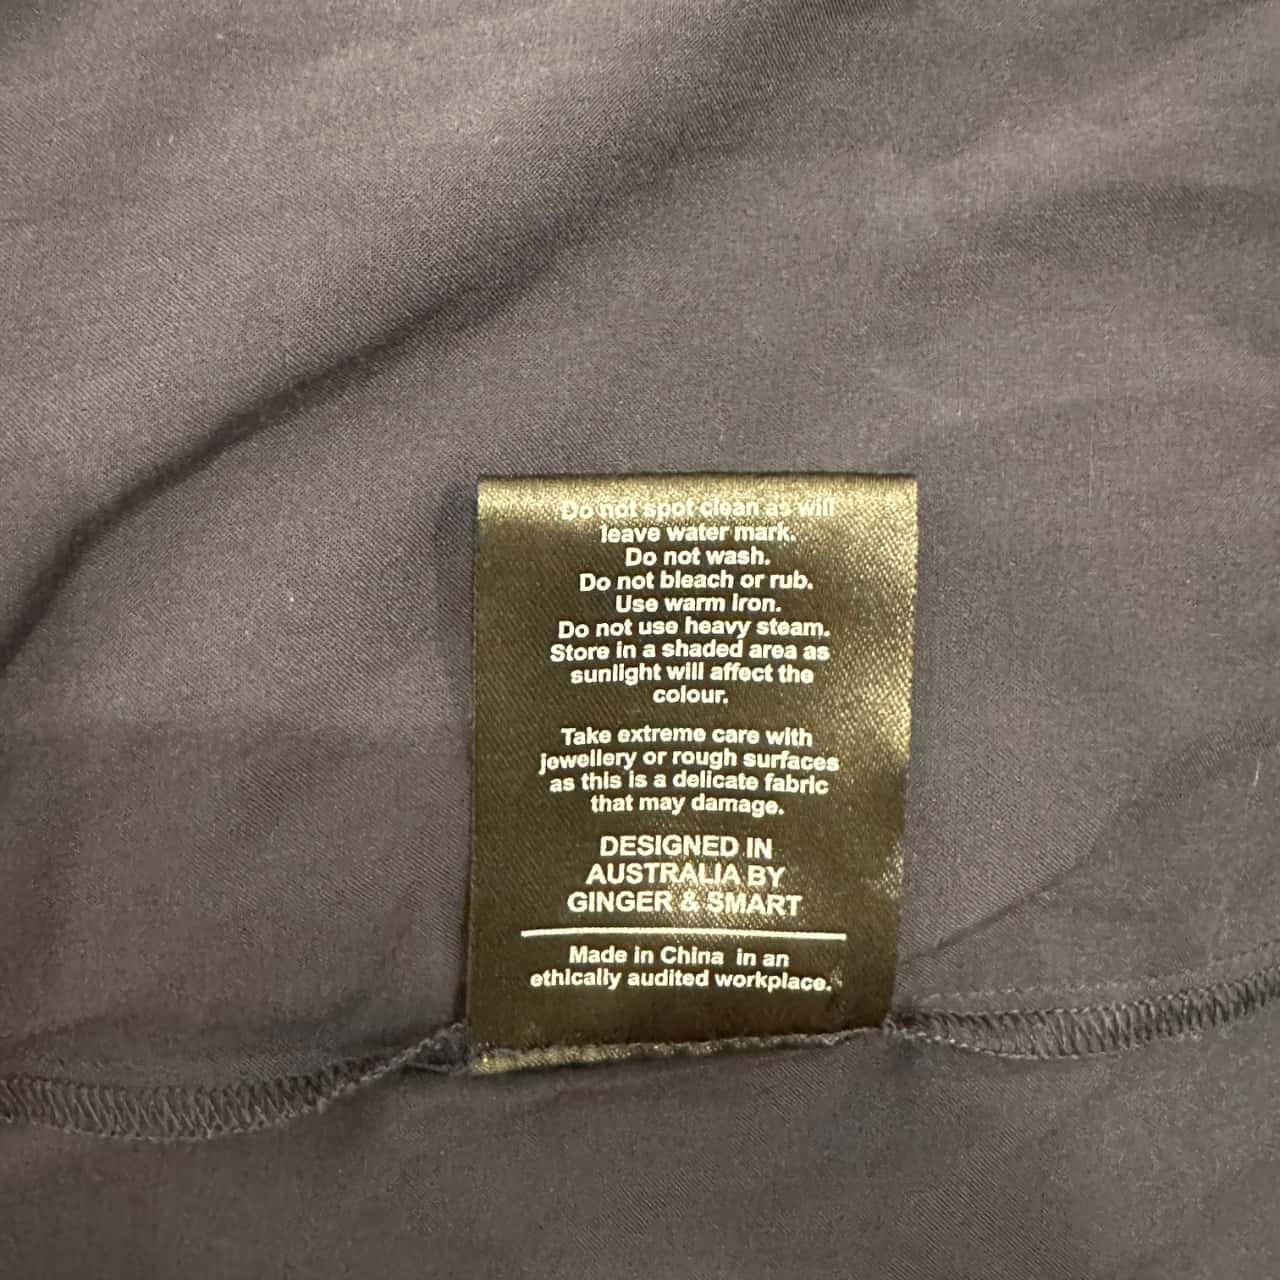 Do not spot clean as will
leave water mark.
Do not wash.
Do not bleach or rub.
Use warm iron.
Do not use heavy steam.
Store in a shaded area as
sunlight will affect the
colour.
Take extreme care with
jewellery or rough surfaces
as this is a delicate fabric
that may damage.
DESIGNED IN
AUSTRALIA BY
GINGER & SMART
Made in China in an
ethically audited workplace.